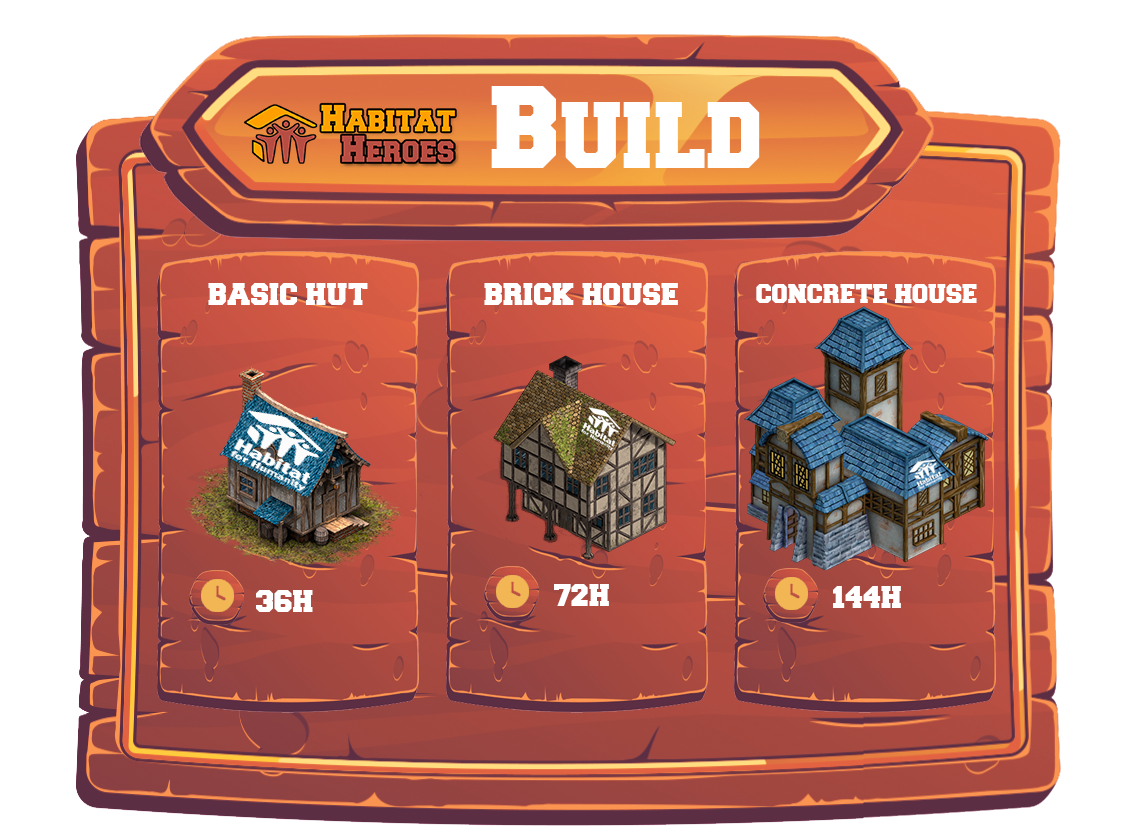 Habitat
Heroes
Build
BASIC HUT
BRICK HOUSE
CONCRETE HOUSE
Habitat
for Humanity
Habitat
Habitat
36H
72H
144H